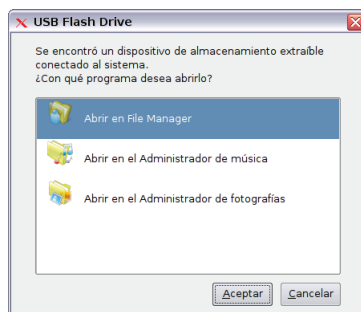 USB Flash Drive
Se encontró un dispositivo de almacenamiento extraíble
conectado al sistema.
¿Con qué programa desea abrirlo?
Abrir en File Manager
Abrir en el Administrador de música
Abrir en el Administrador de fotografías
Aceptar Cancelar